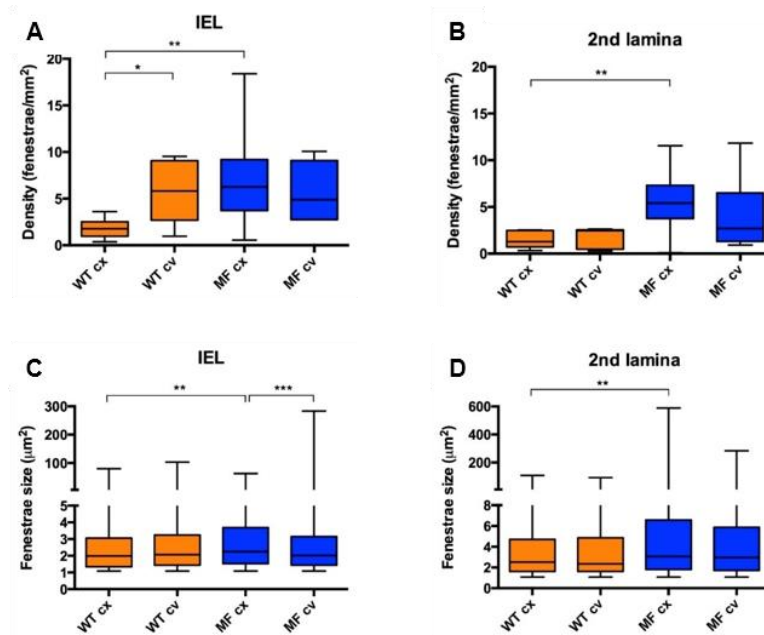 A
IEL
Density (fenestrae/mm²)
20
15
10
5
0
**
*
WT cx
WT cv
MF cx
MF cv
B
2nd lamina
Density (fenestrae/mm²)
20
15
10
5
0
**
WT cx
WT cv
MF cx
MF cv
C
IEL
Fenestrae size (μm²)
300
100
5
4
3
2
1
0
**
***
WT cx
WT cv
MF cx
MF cv
D
2nd lamina
Fenestrae size (μm²)
600
400
200
8
6
4
2
0
**
WT cx
WT cv
MF cx
MF cv